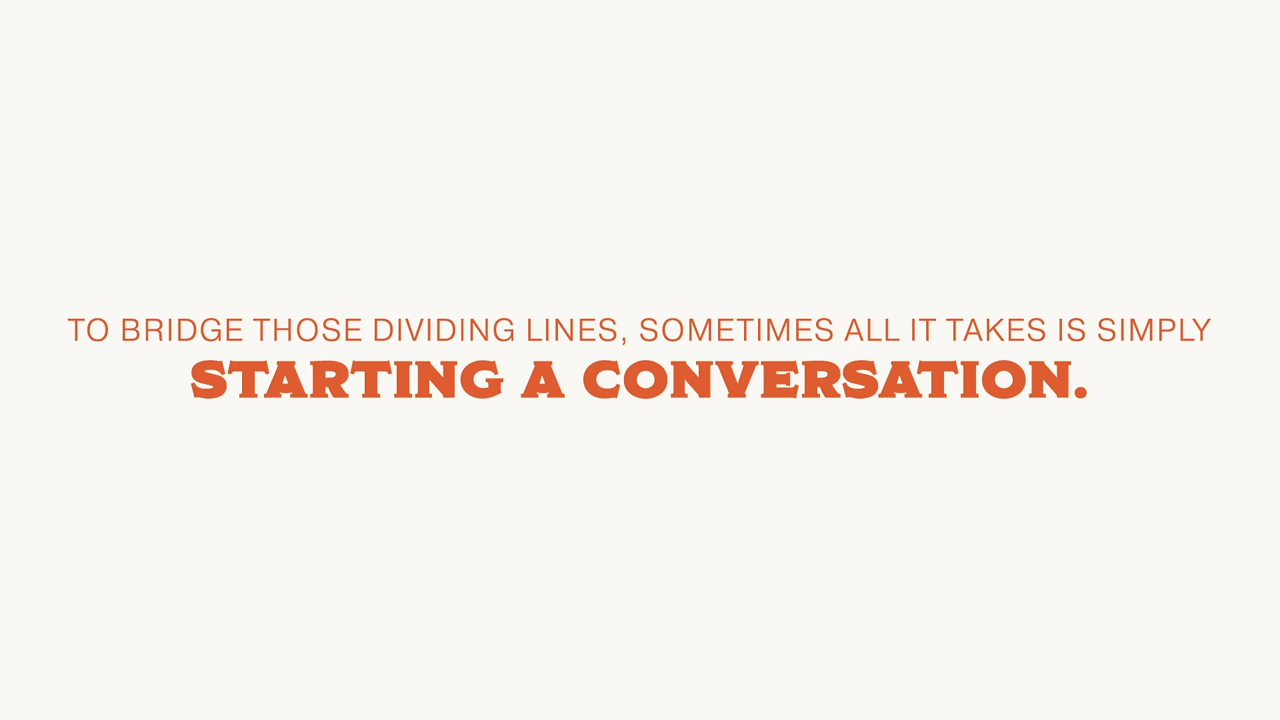 TO BRIDGE THOSE DIVIDING LINES, SOMETIMES ALL IT TAKES IS SIMPLY
STARTING A CONVERSATION.